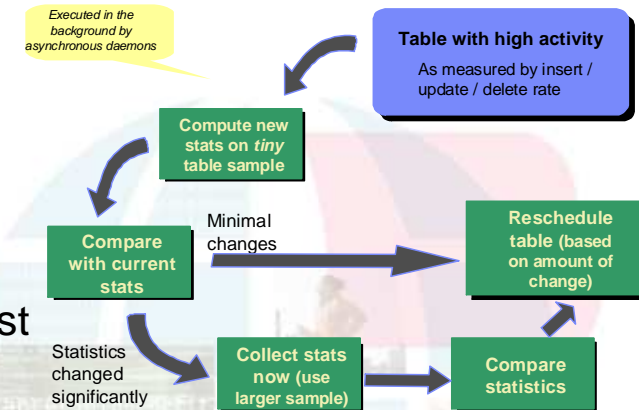 Executed in the
background by
asynchronous daemons
Table with high activity
As measured by insert /
update / delete rate
Compute new
stats on tiny
table sample
Compare
with current
stats
Minimal
changes
Reschedule
table (based
on amount of
change)
st
Statistics
changed
significantly
Collect stats
now (use
larger sample)
Compare
statistics